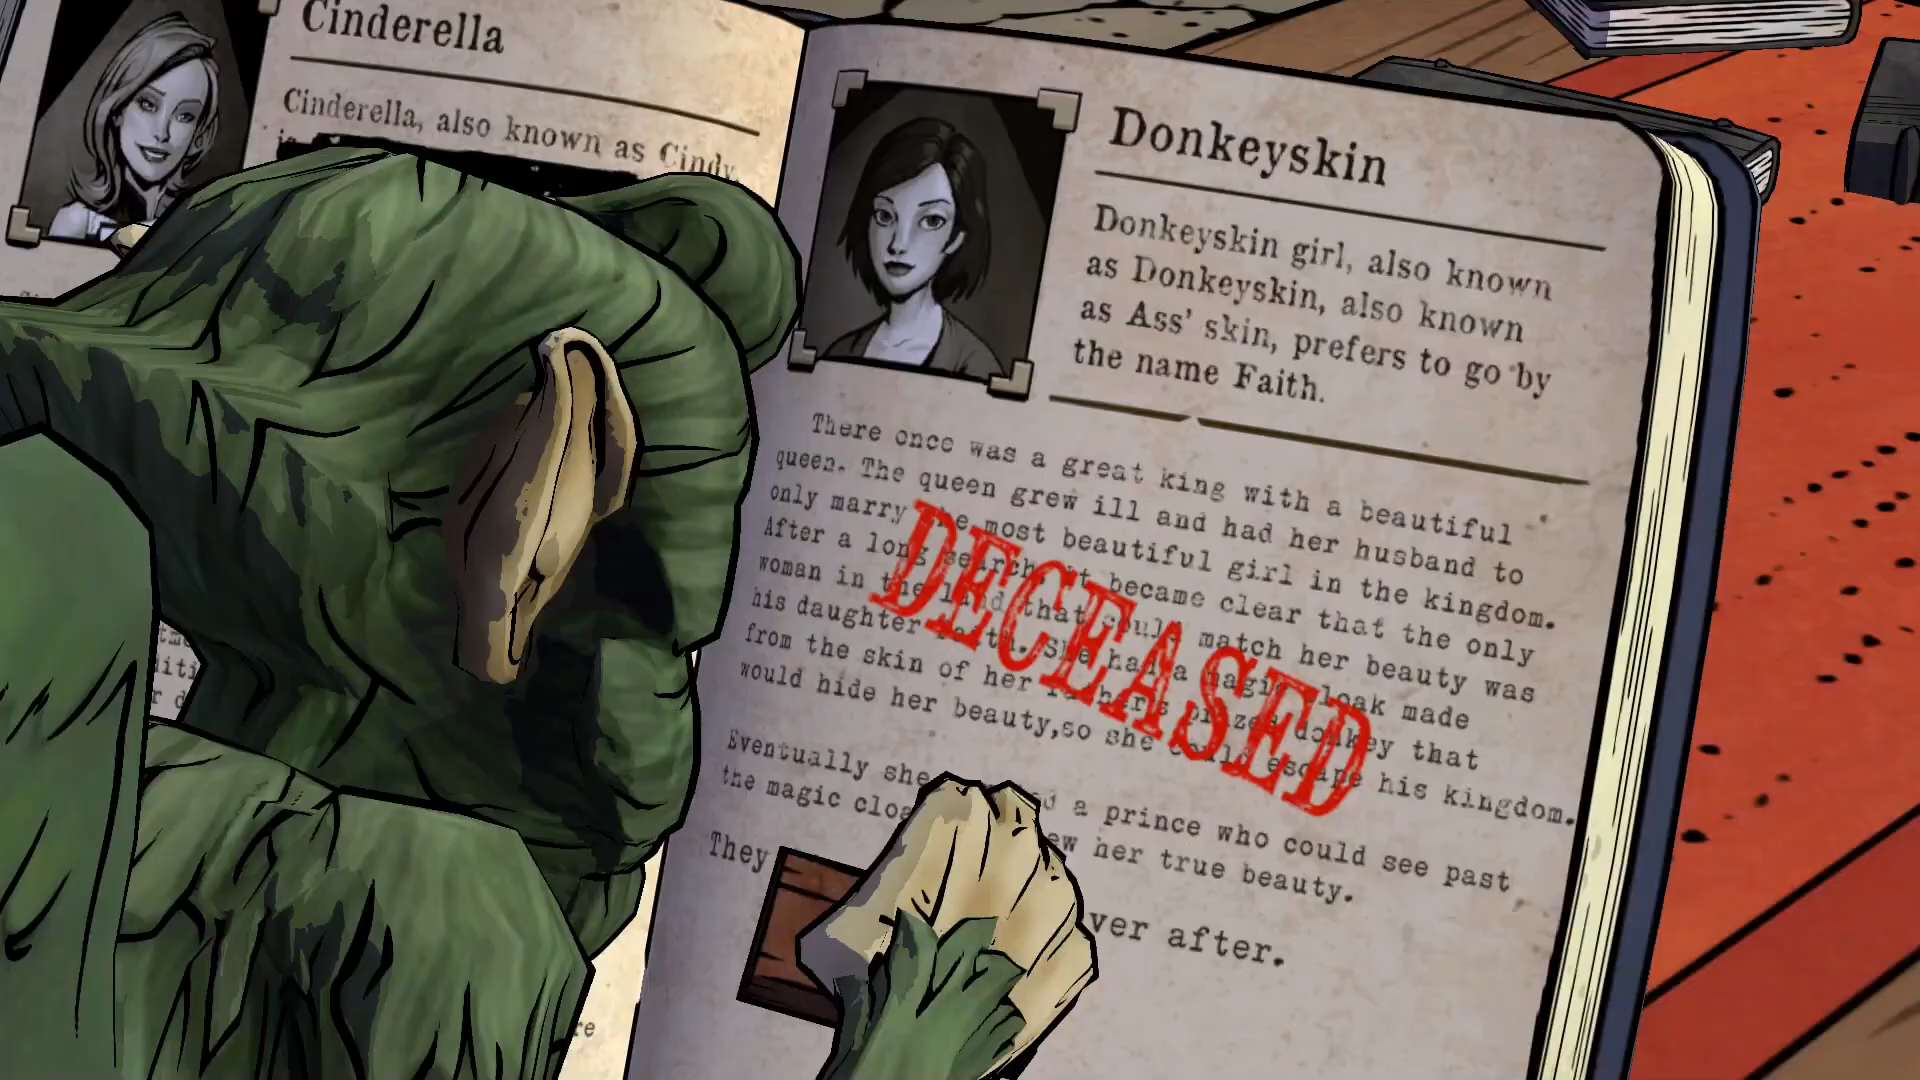 Cinderella
Cinderella, also known as Cindy,
is
Donkeyskin
Donkeyskin girl, also known
as Donkeyskin, also known
as Ass' skin, prefers to go by
the name Faith.
There once was a great king with a beautiful
queen. The queen grew ill and had her husband to
only marry the most beautiful girl in the kingdom.
After a long search, it became clear that the only
woman in the land that could match her beauty was
his daughter Faith. She had a magic cloak made
from the skin of her father's prized donkey that
would hide her beauty,so she could escape his kingdom.
DECEASED
Eventually she a prince who could see past
the magic her true beauty.
They ver after.
re